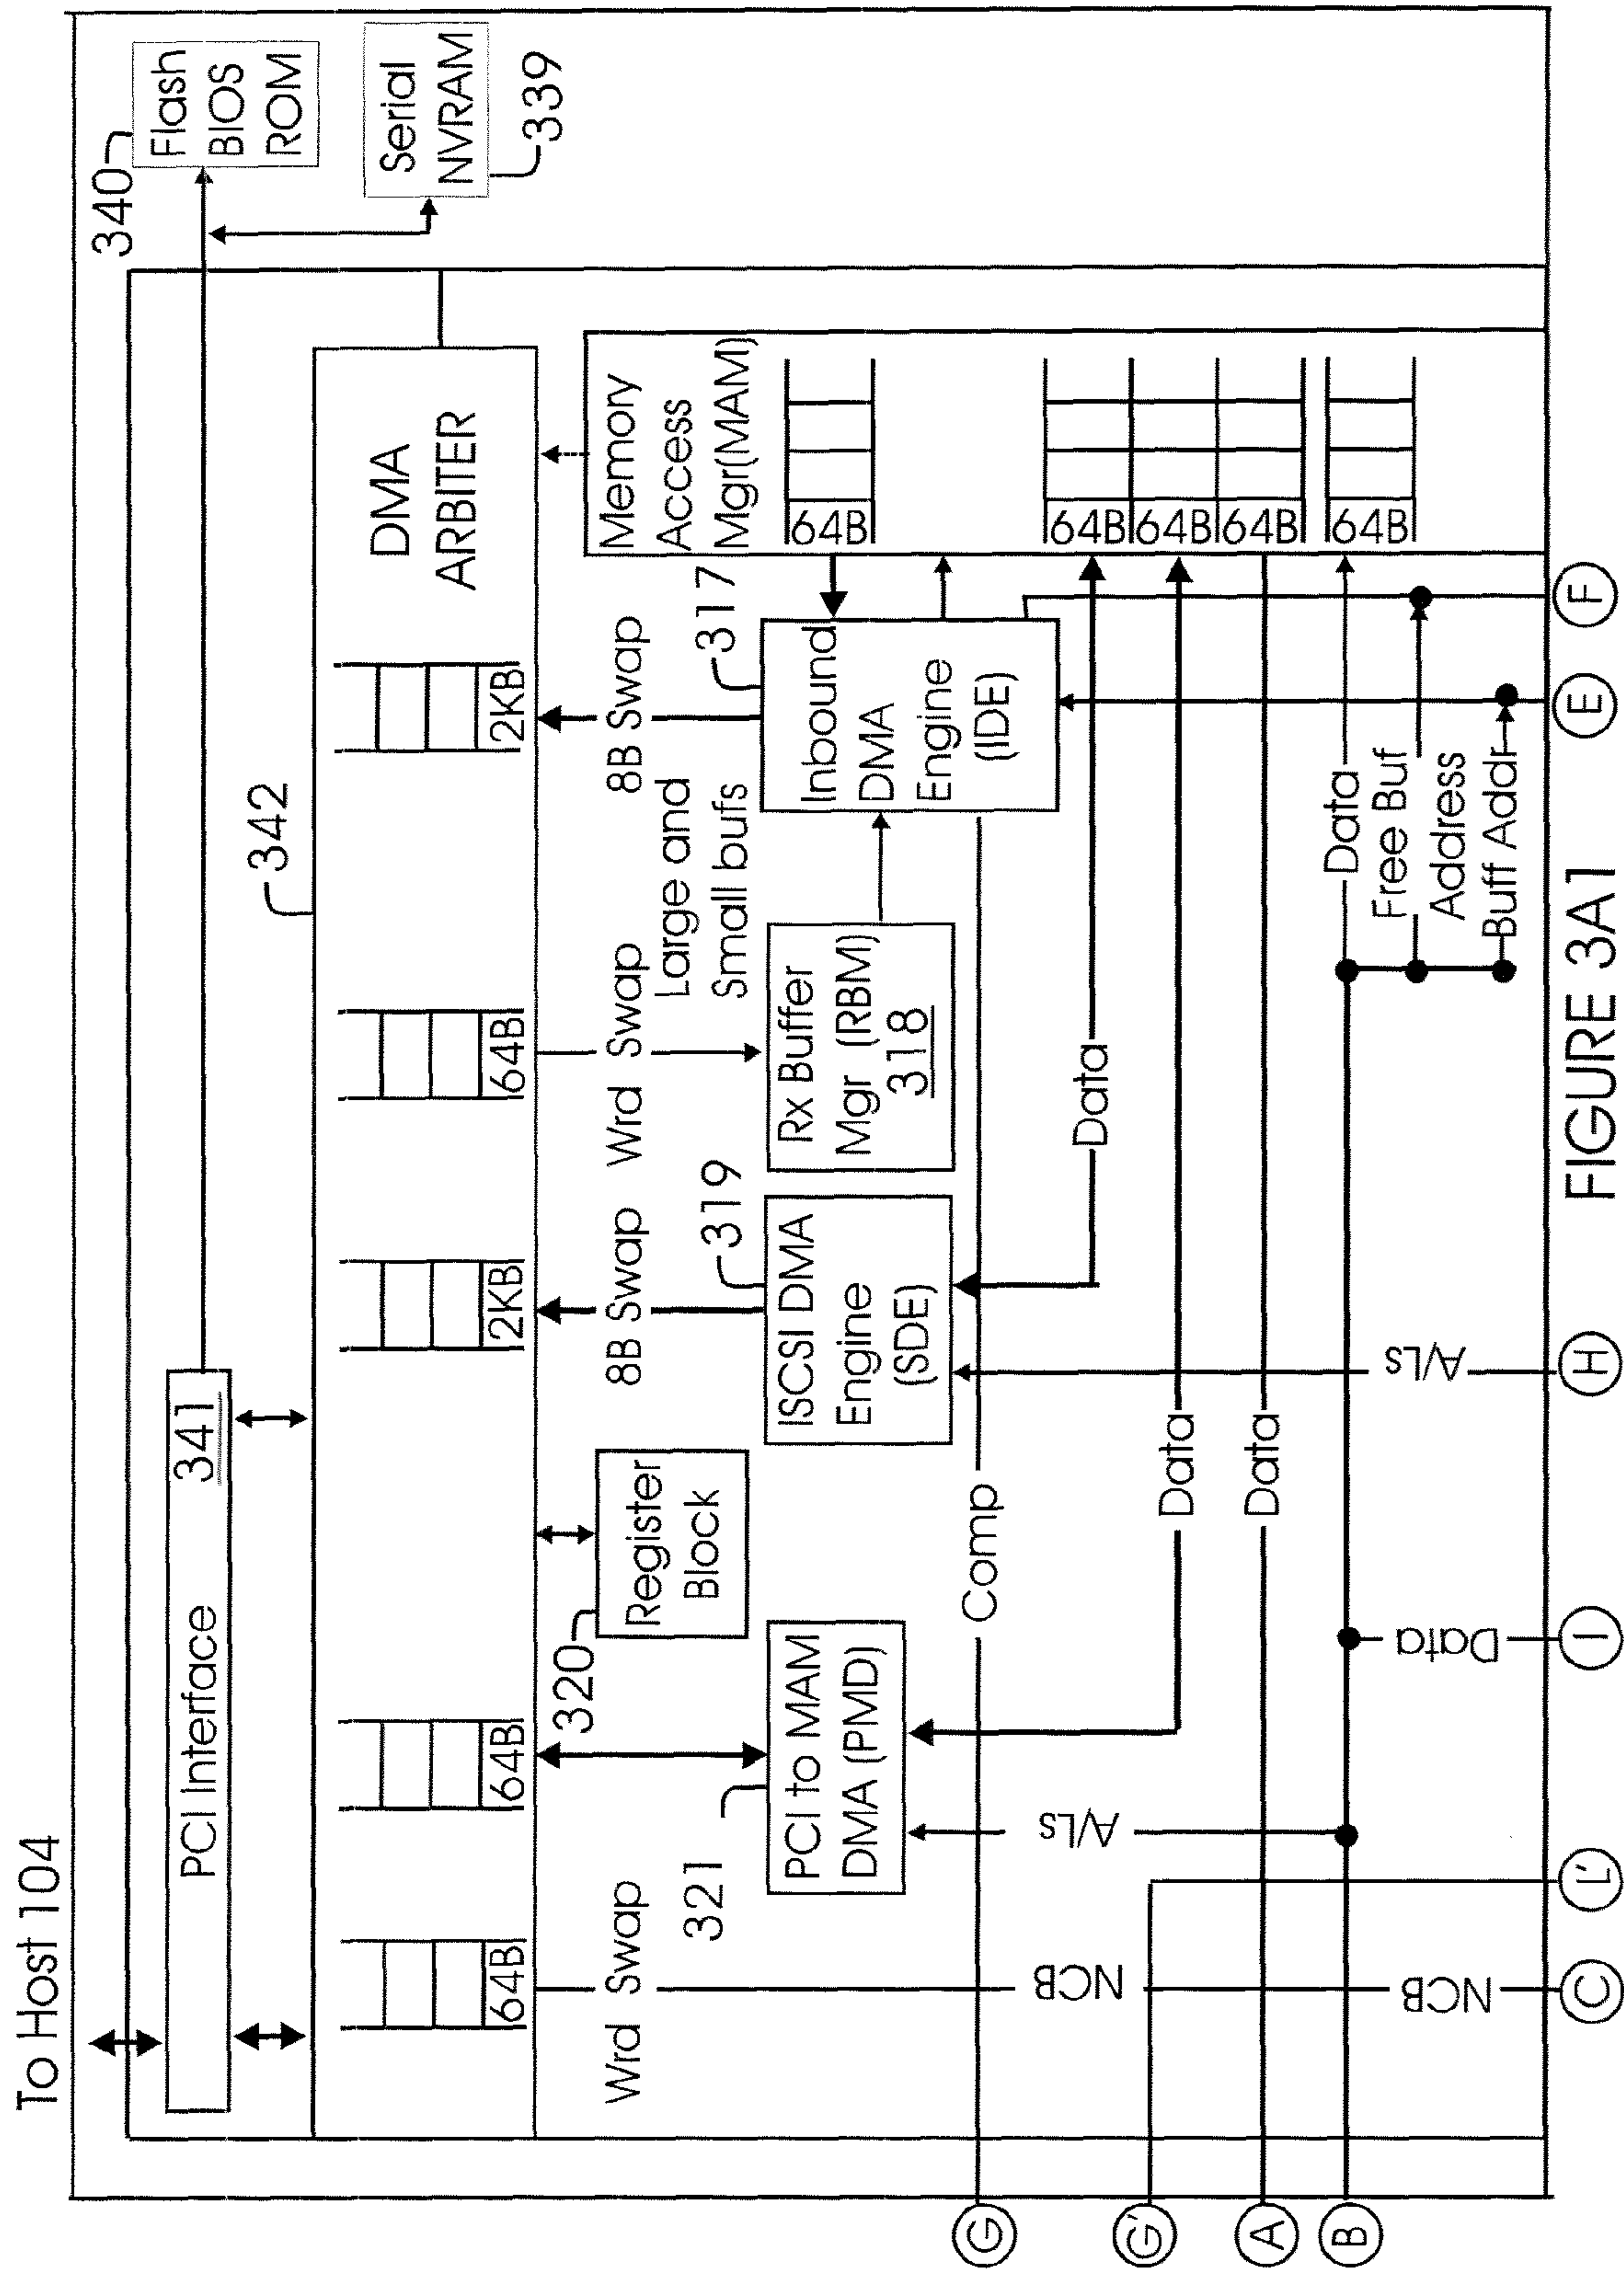 To Host 104
PCI Interface 341
340
Flash
BIOS
ROM
Serial
NVRAM
339
342
64B
64B
2KB
64B
2KB
DMA
ARBITER
Wrd Swap
320
Register
Block
8B Swap
Wrd Swap
Large and
Small bufs
8B Swap
Memory
Access
Mgr(MAM)
321
PCI to MAM
DMA (PMD)
319
ISCSI DMA
Engine
(SDE)
Rx Buffer
Mgr (RBM)
318
317
Inbound
DMA
Engine
(IDE)
64B
64B
64B
64B
64B
G
Comp
Data
G'
NCB
A/Ls
Data
A
Data
B
NCB
Data
A/Ls
Data
Free Buf
Address
Buff Addr
C
L'
I
H
E
F
FIGURE 3A1